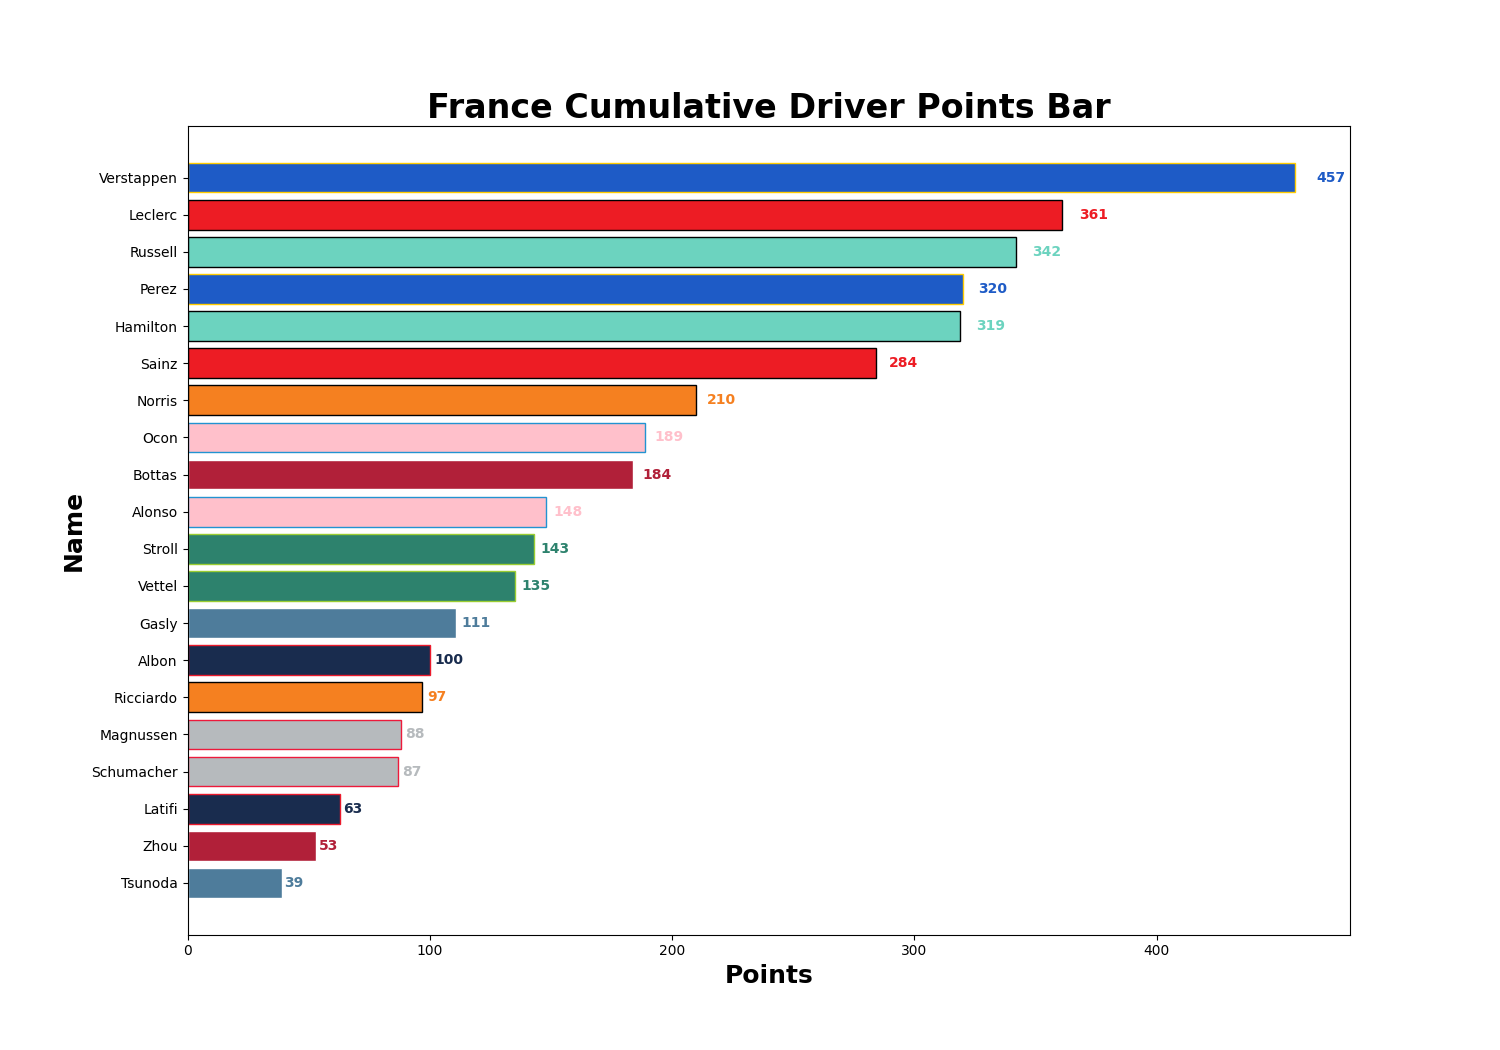 France Cumulative Driver Points Bar
Verstappen 457
Leclerc 361
Russell 342
Perez 320
Hamilton 319
Sainz 284
Norris 210
Ocon 189
Bottas 184
Alonso 148
Stroll 143
Vettel 135
Gasly 111
Albon 100
Ricciardo 97
Magnussen 88
Schumacher 87
Latifi 63
Zhou 53
Tsunoda 39
Name
0 100 200 300 400
Points